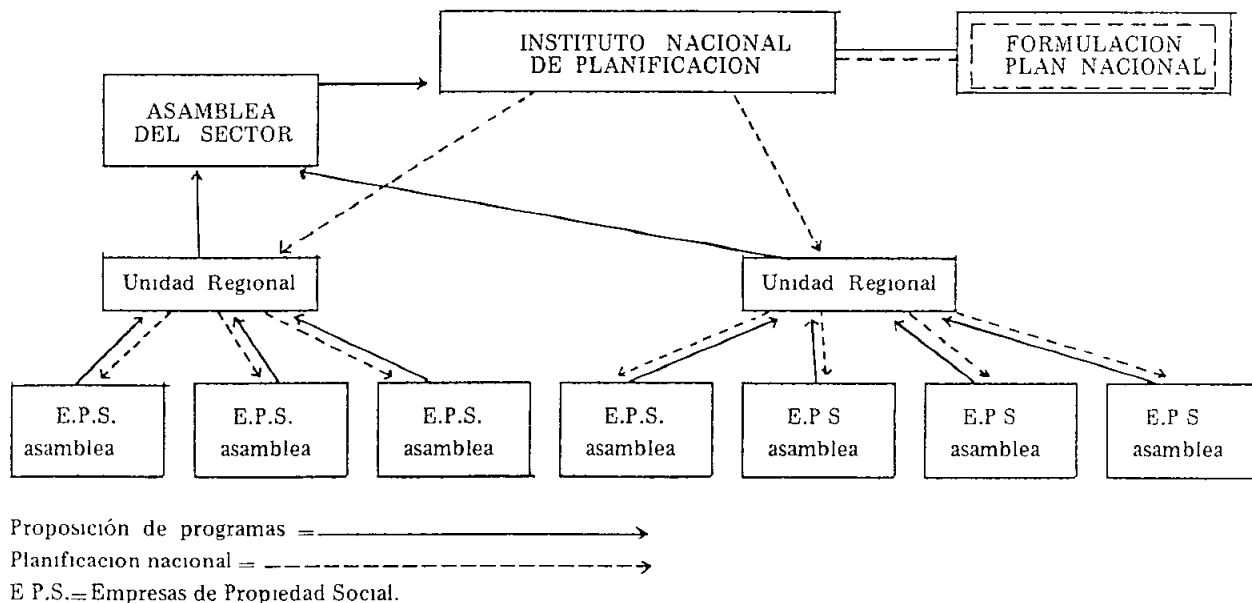 INSTITUTO NACIONAL
DE PLANIFICACION
FORMULACION
PLAN NACIONAL
ASAMBLEA
DEL SECTOR
Unidad Regional
Unidad Regional
E.P.S.
asamblea
E.P.S.
asamblea
E.P.S.
asamblea
E.P.S.
asamblea
E.P S
asamblea
E.P S
asamblea
E.P S
asamblea
Proposición de programas =
Planificacion nacional =
E P.S.= Empresas de Propiedad Social.